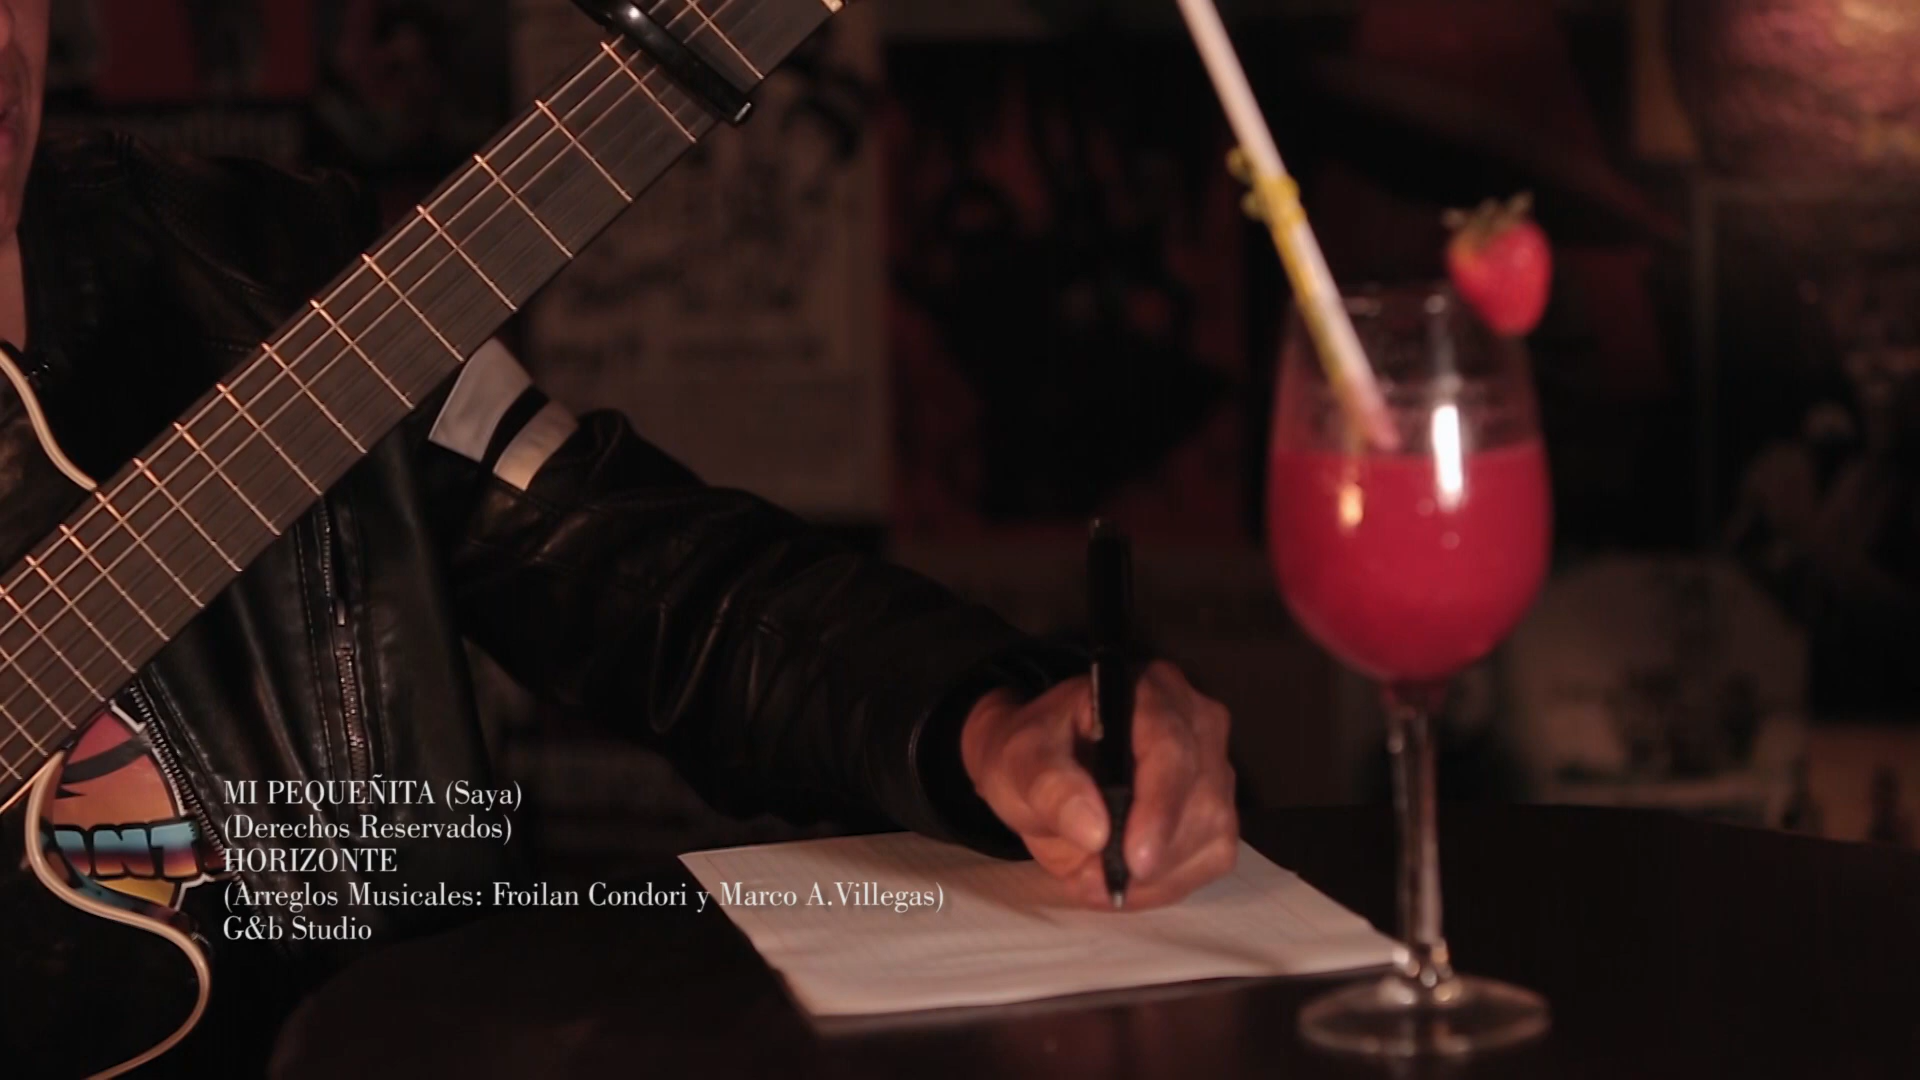 MI PEQUEÑITA (Saya)
(Derechos Reservados)
HORIZONTE
(Arreglos Musicales: Froilan Condori y Marco A.Villegas)
G&b Studio